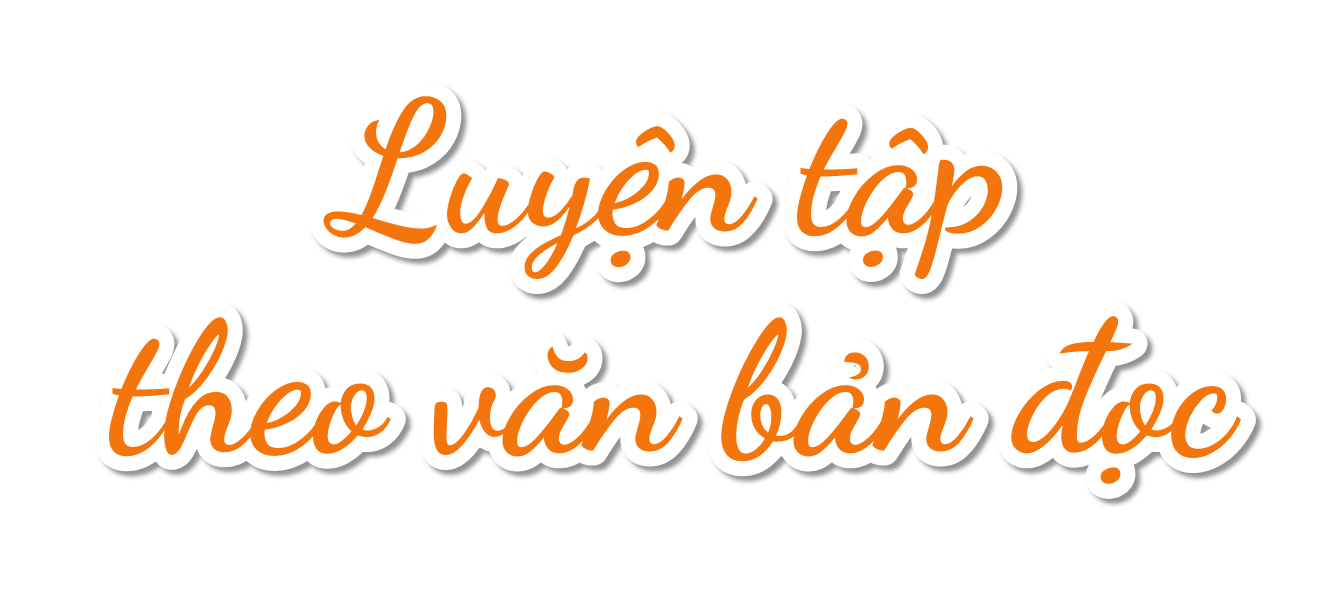 Luyện tập
theo văn bản đọc